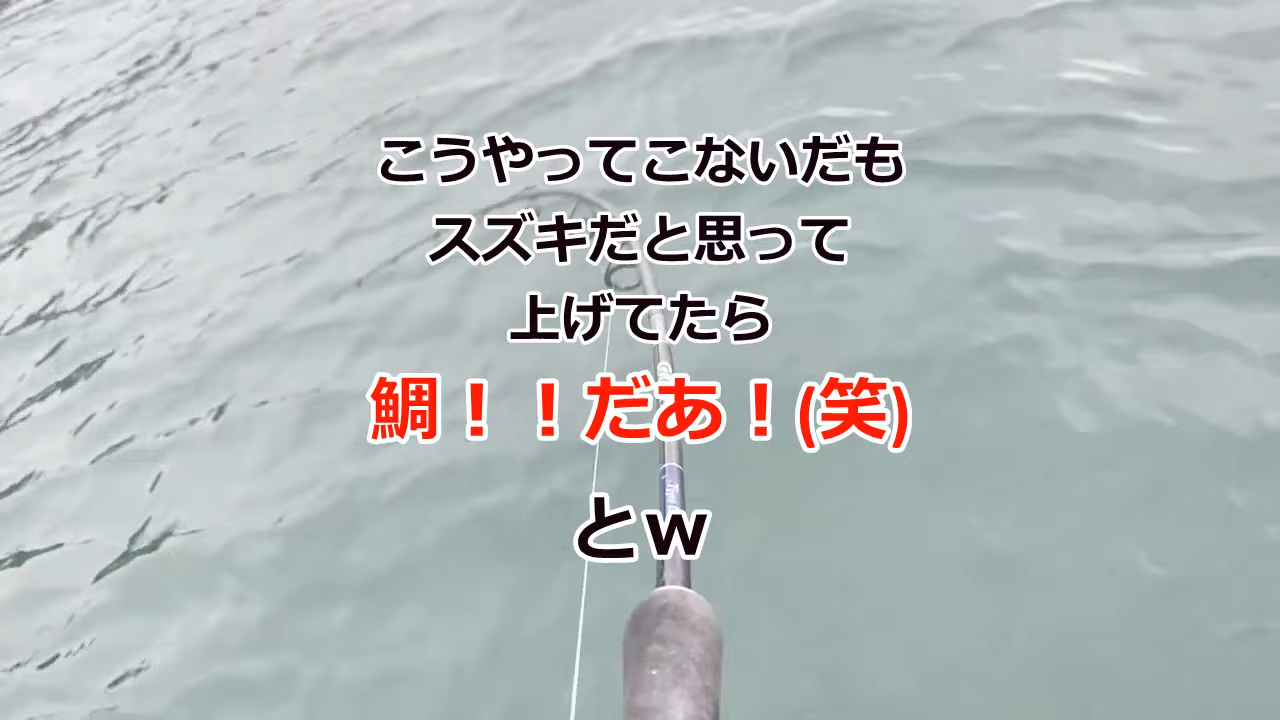 こうやってこないだも
スズキだと思って
上げてたら
鯛！！だあ！(笑)
とw